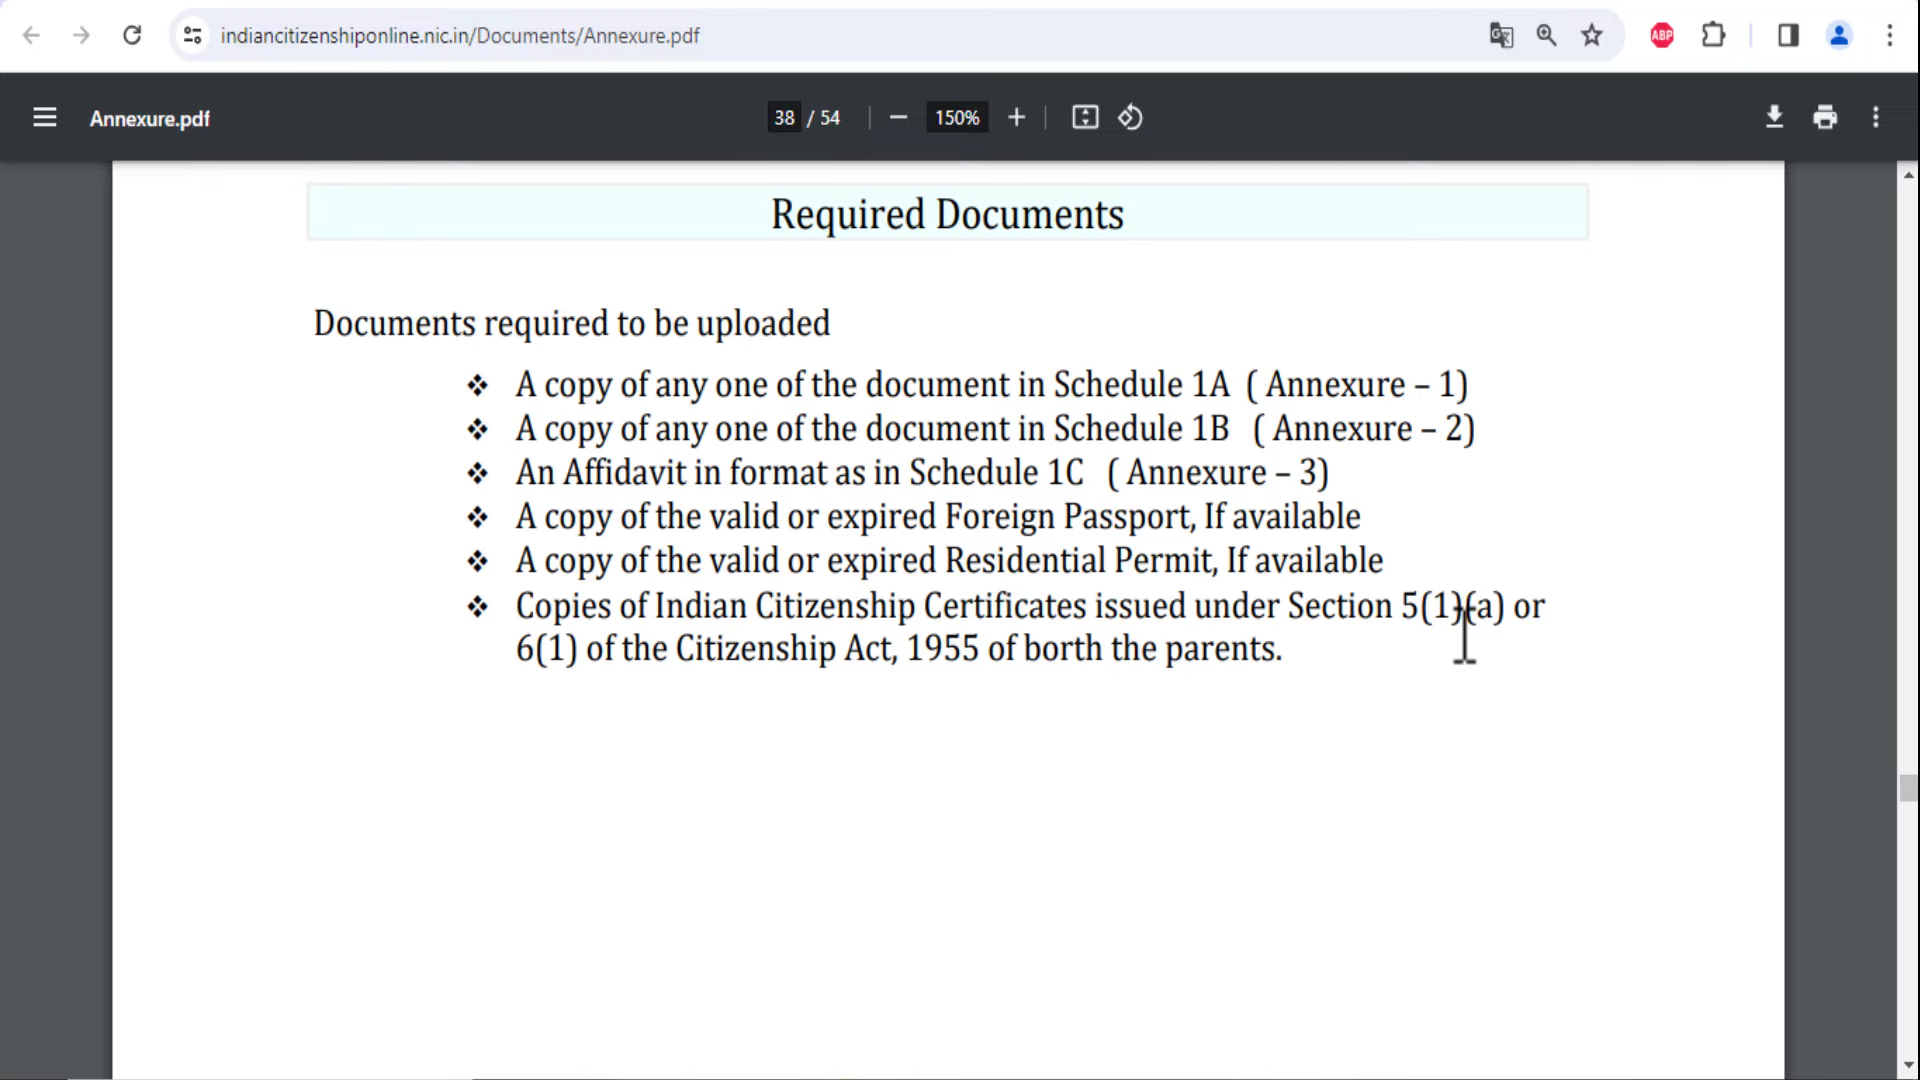 indiancitizenshiponline.nic.in/Documents/Annexure.pdf
ABP
Annexure.pdf
38 / 54
150%
Required Documents
Documents required to be uploaded
❖ A copy of any one of the document in Schedule 1A ( Annexure – 1)
❖ A copy of any one of the document in Schedule 1B ( Annexure – 2)
❖ An Affidavit in format as in Schedule 1C ( Annexure – 3)
❖ A copy of the valid or expired Foreign Passport, If available
❖ A copy of the valid or expired Residential Permit, If available
❖ Copies of Indian Citizenship Certificates issued under Section 5(1)(a) or
6(1) of the Citizenship Act, 1955 of borth the parents.